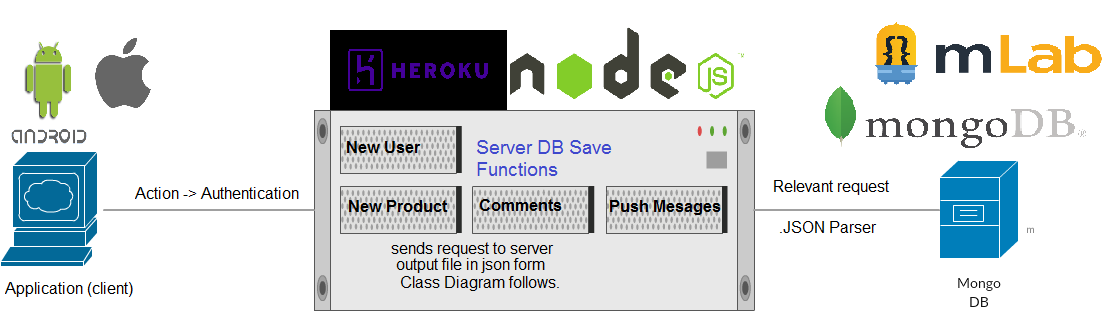 ANDROID
HEROKU
node
JS
mLab
mongoDB
New User
Server DB Save
Functions
Action -> Authentication
New Product
Comments
Push Mesages
Relevant request
.JSON Parser
sends request to server
output file in json form
Class Diagram follows.
m
Application (client)
Mongo
DB